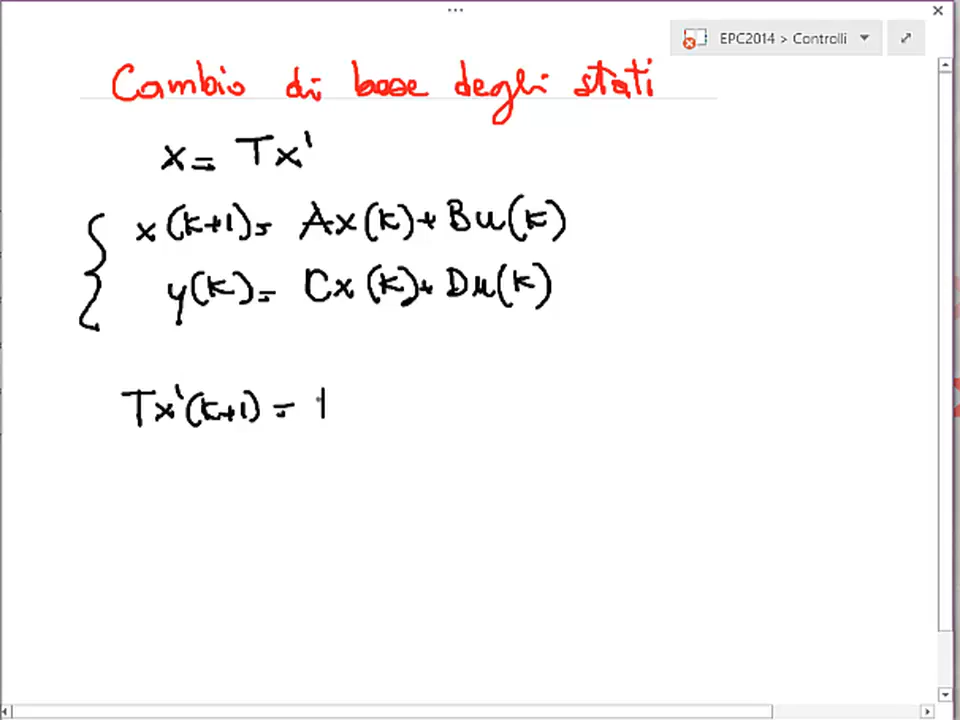 EPC2014 > Controlli
Cambio di base degli stati
x = Tx'
x(k+1) = Ax(k) + Bu(k)
y(k) = Cx(k) + Du(k)
Tx'(k+1) =